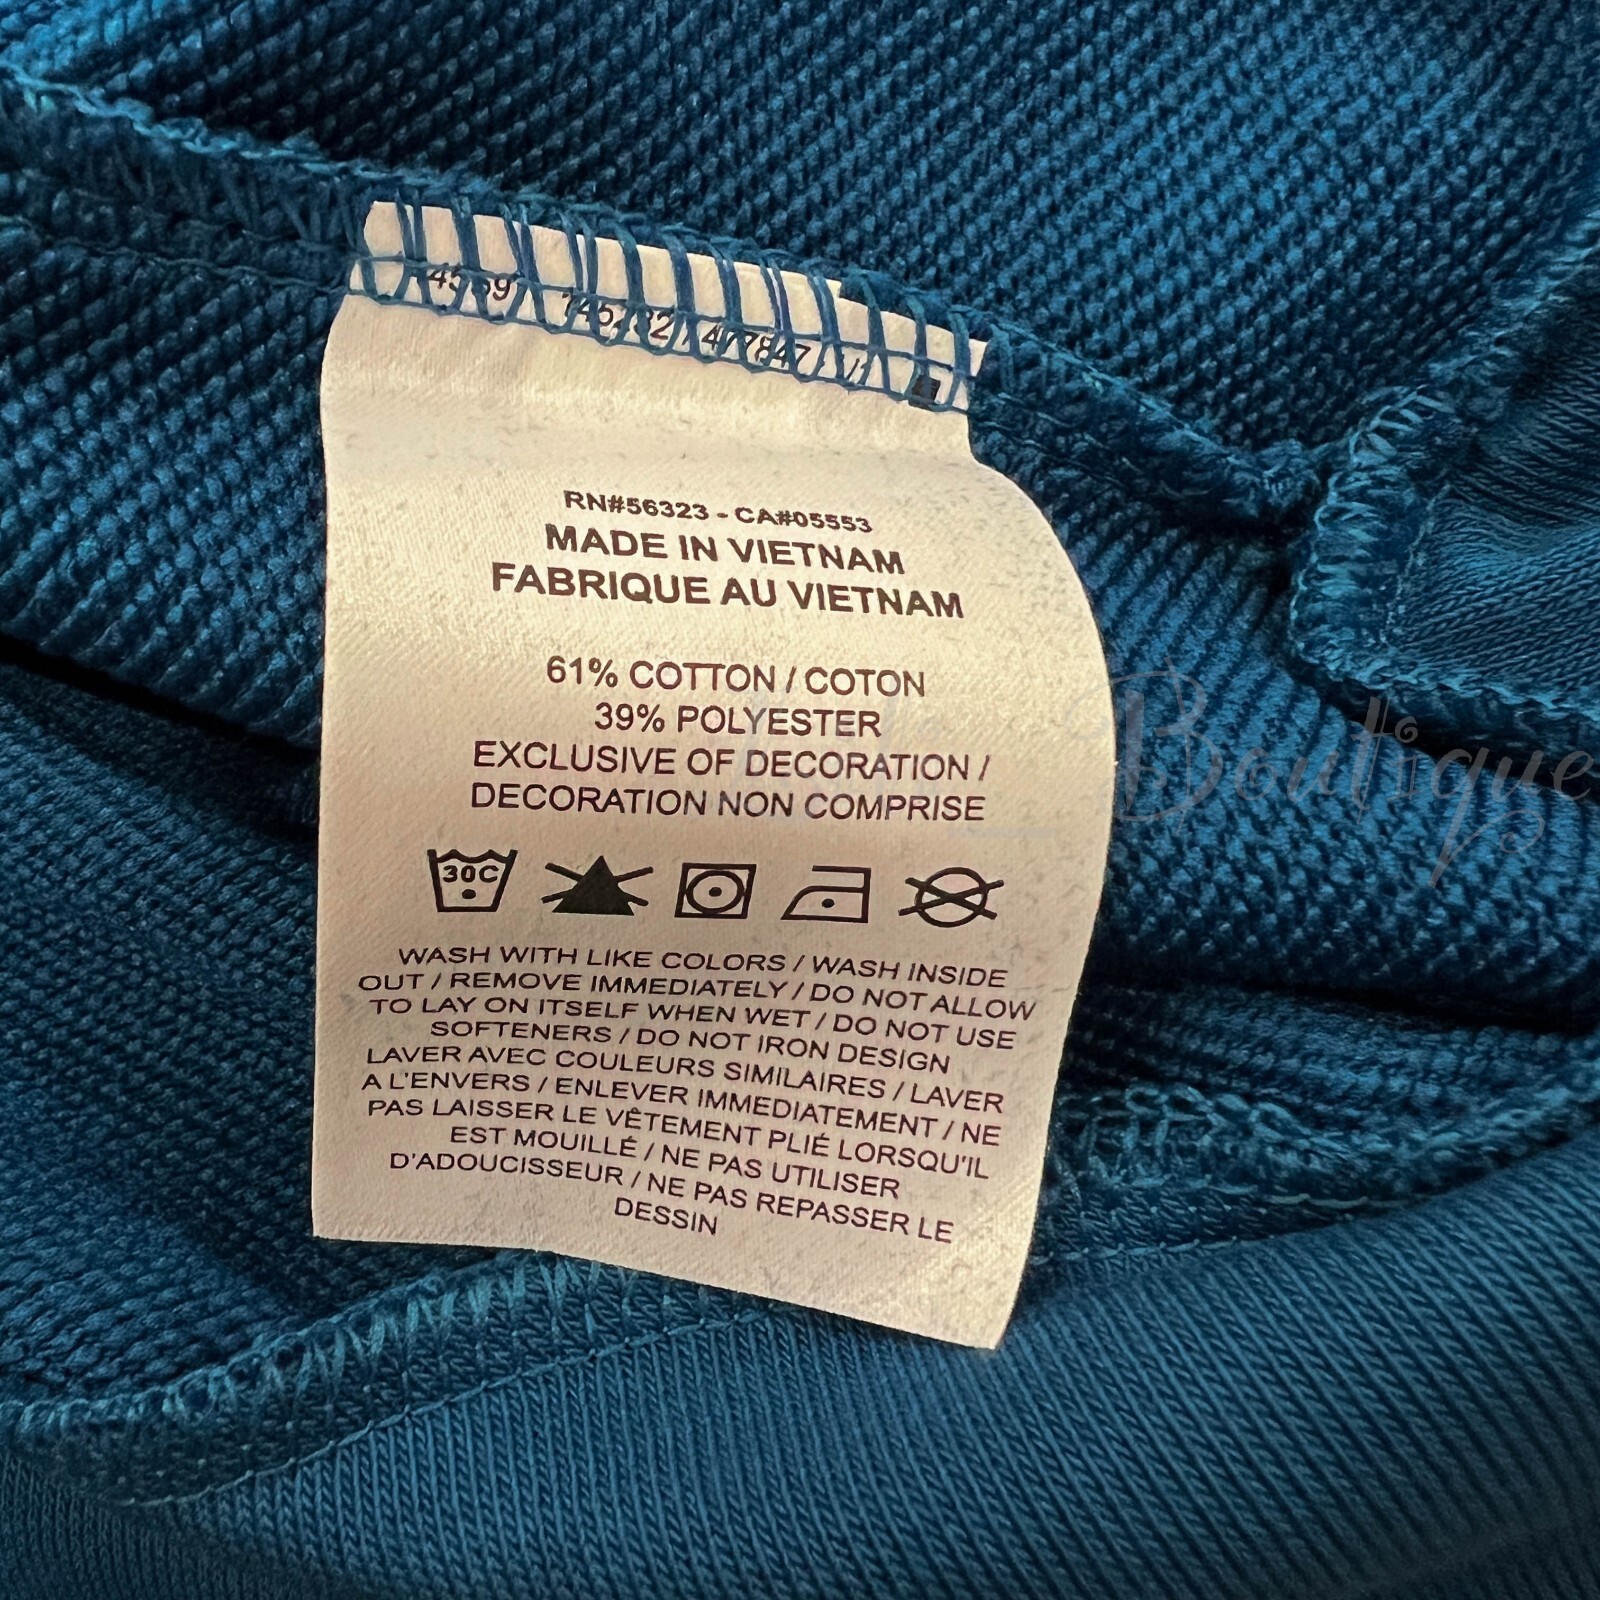 RN#56323 - CA#05553
MADE IN VIETNAM
FABRIQUE AU VIETNAM
61% COTTON / COTON
39% POLYESTER
EXCLUSIVE OF DECORATION /
DECORATION NON COMPRISE
30C
WASH WITH LIKE COLORS / WASH INSIDE
OUT / REMOVE IMMEDIATELY / DO NOT ALLOW
TO LAY ON ITSELF WHEN WET / DO NOT USE
SOFTENERS / DO NOT IRON DESIGN
LAVER AVEC COULEURS SIMILAIRES / LAVER
A L'ENVERS / ENLEVER IMMEDIATEMENT / NE
PAS LAISSER LE VÊTEMENT PLIÉ LORSQU'IL
EST MOUILLÉ / NE PAS UTILISER
D'ADOUCISSEUR / NE PAS REPASSER LE
DESSIN
Boutique